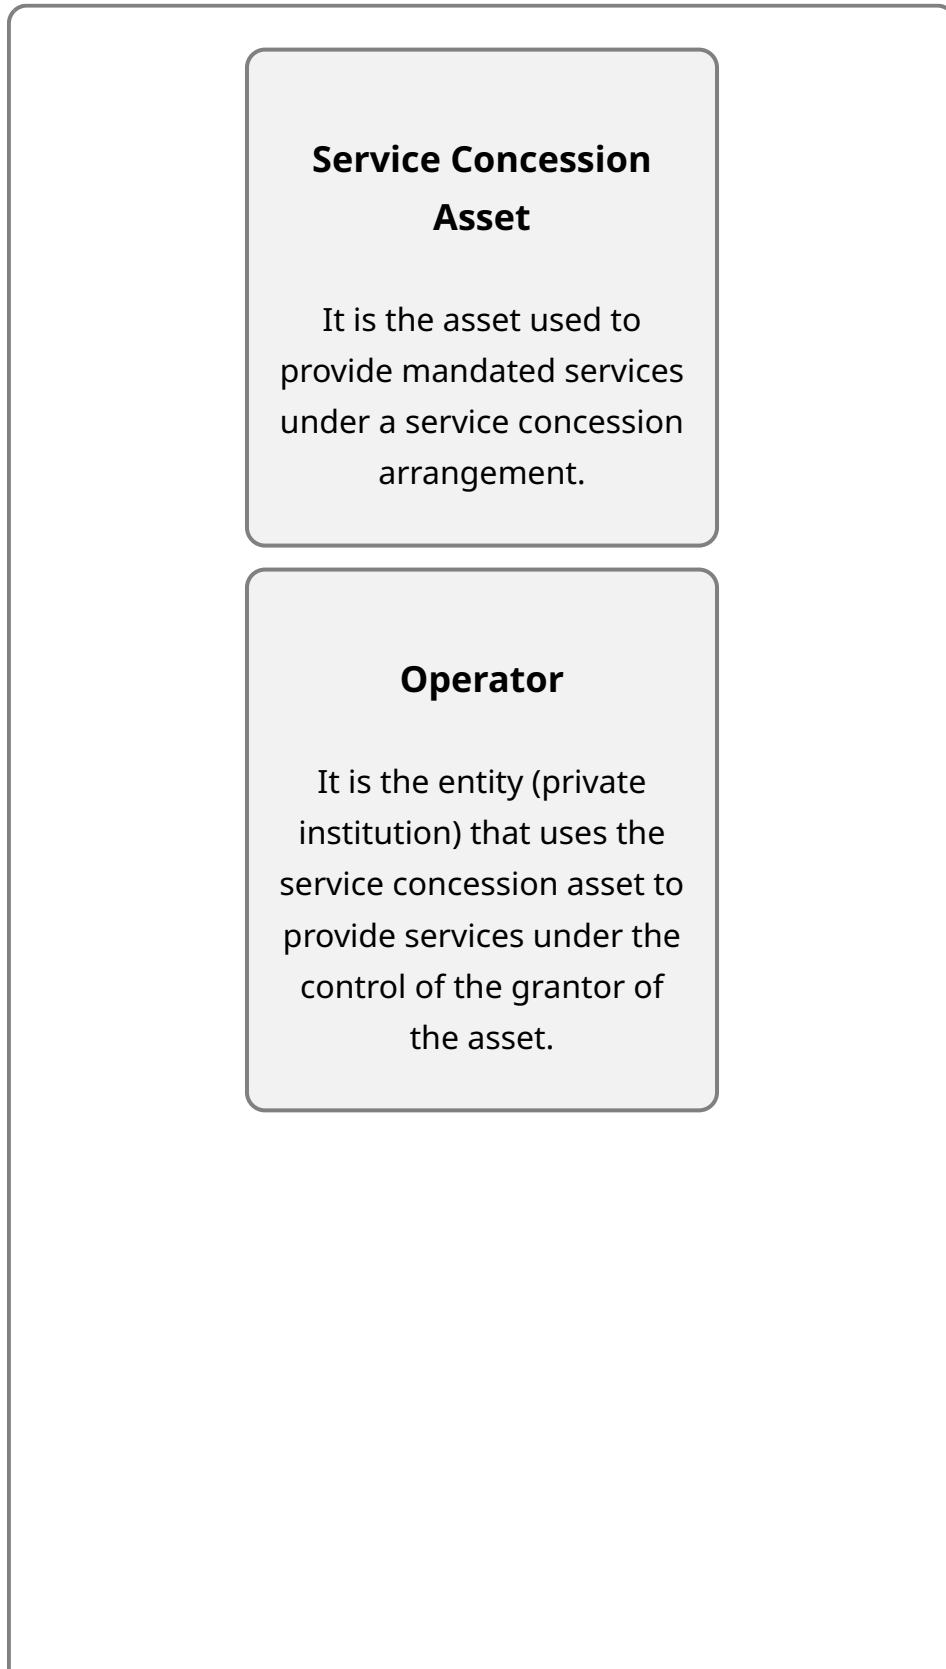 Service Concession
Asset
It is the asset used to
provide mandated services
under a service concession
arrangement.
Operator
It is the entity (private
institution) that uses the
service concession asset to
provide services under the
control of the grantor of
the asset.